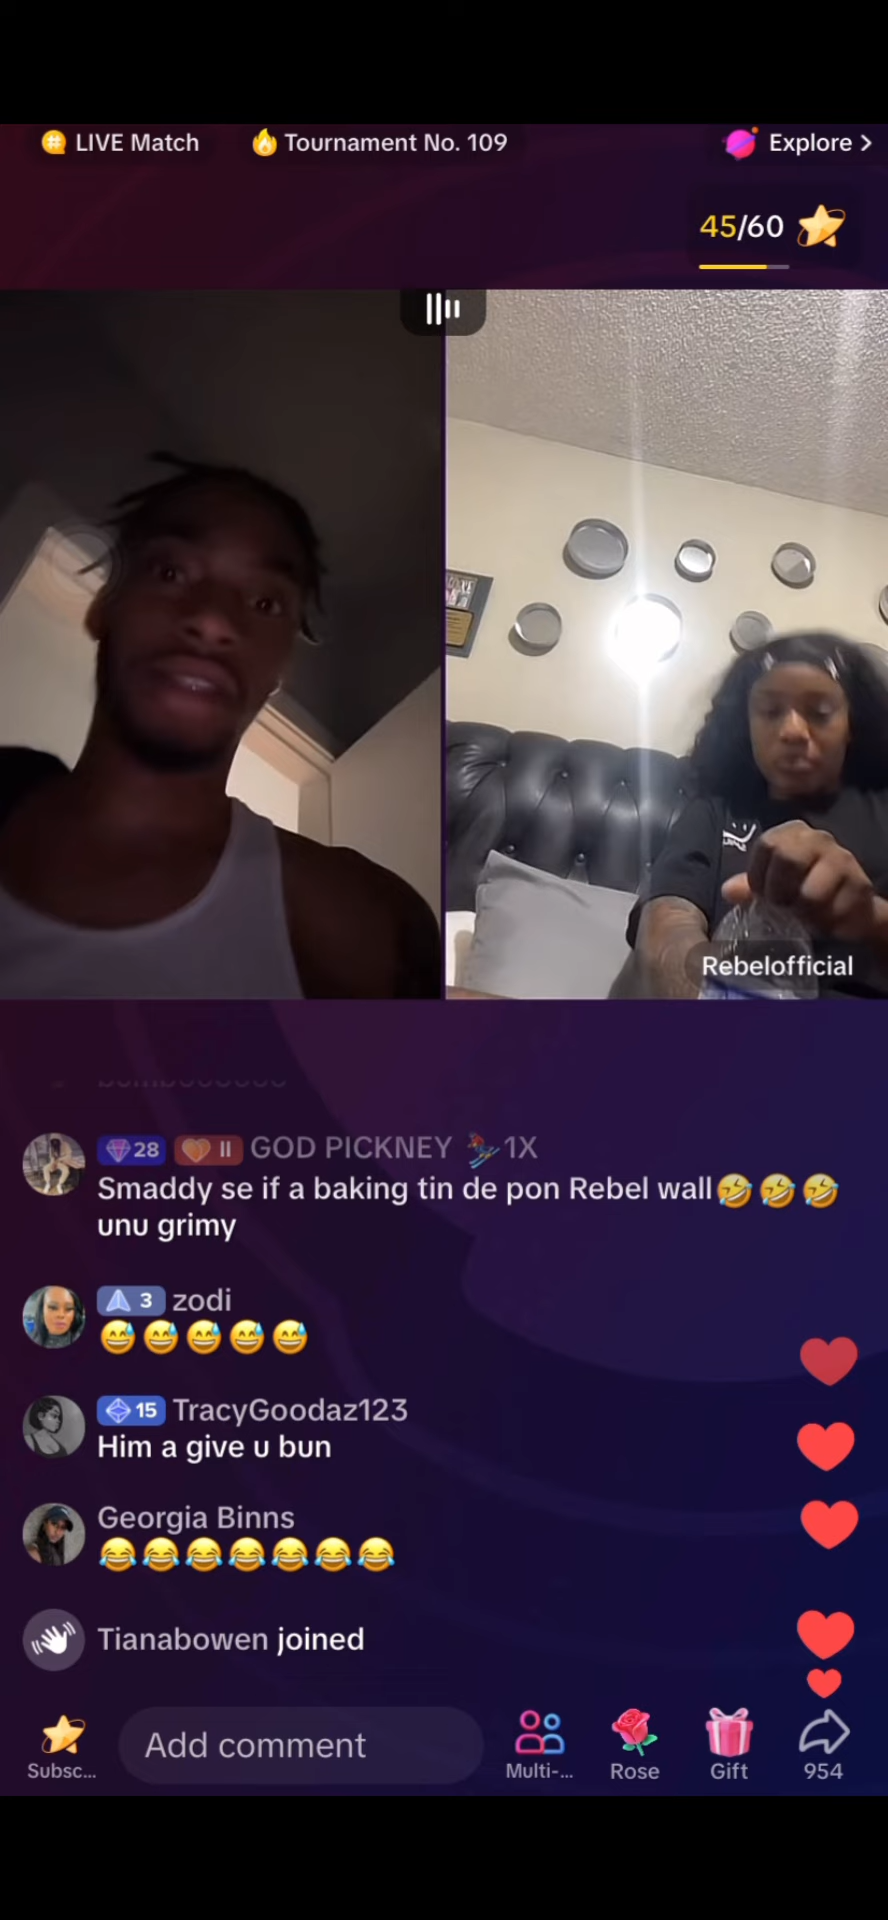 LIVE Match
Tournament No. 109
Explore >
45/60
Rebelofficial
28 II GOD PICKNEY ⛷️1X
Smaddy se if a baking tin de pon Rebel wall🤣🤣🤣
unu grimy
3 zodi
😅😅😅😅😅
15 TracyGoodaz123
Him a give u bun
Georgia Binns
😂😂😂😂😂😂😂
Tianabowen joined
Add comment
Subsc...
Multi-...
Rose
Gift
954